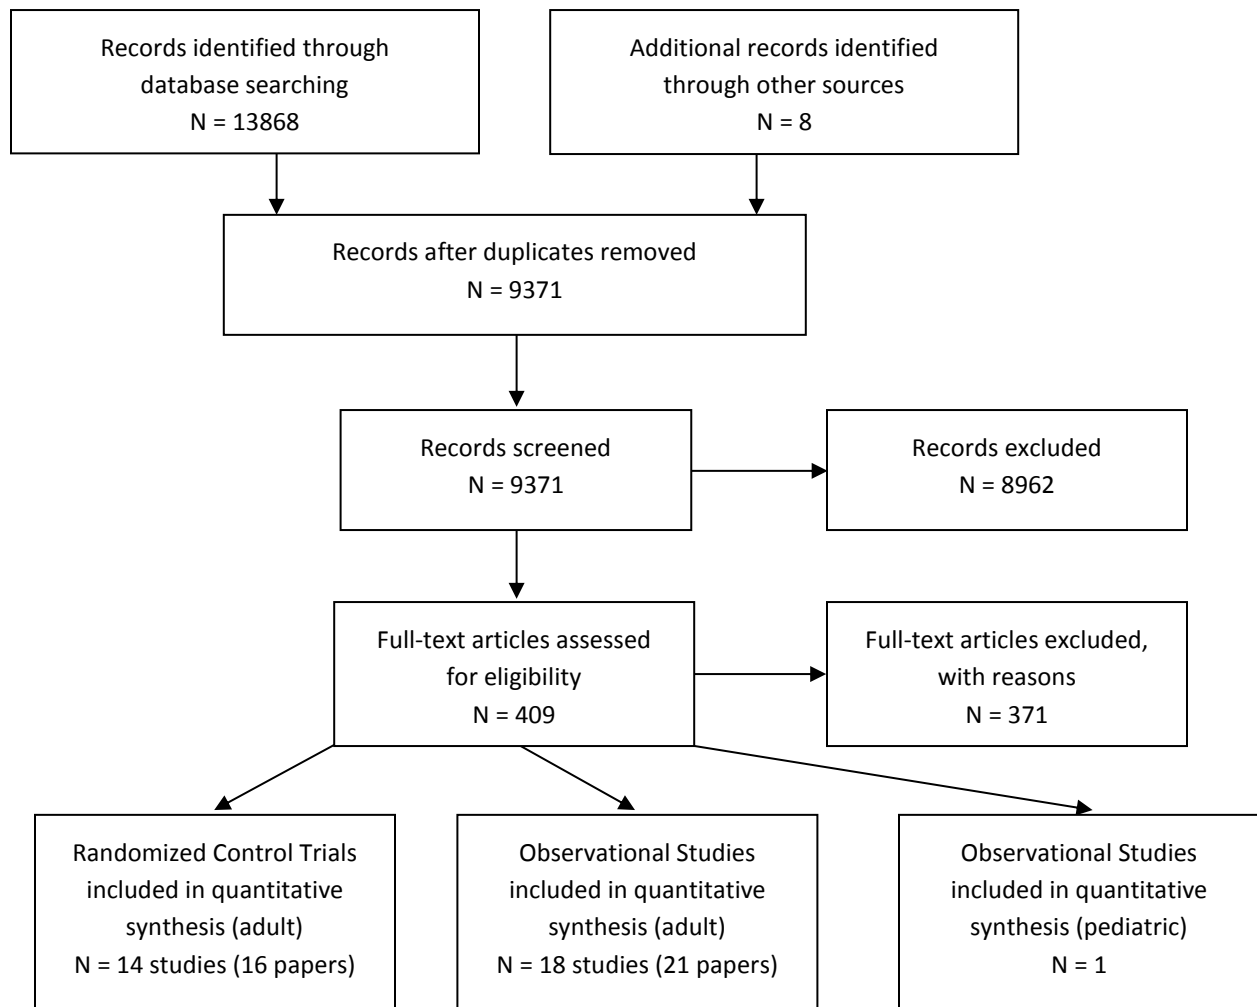 Records identified through
database searching
N = 13868
Additional records identified
through other sources
N = 8
Records after duplicates removed
N = 9371
Records screened
N = 9371
Records excluded
N = 8962
Full-text articles assessed
for eligibility
N = 409
Full-text articles excluded,
with reasons
N = 371
Randomized Control Trials
included in quantitative
synthesis (adult)
N = 14 studies (16 papers)
Observational Studies
included in quantitative
synthesis (adult)
N = 18 studies (21 papers)
Observational Studies
included in quantitative
synthesis (pediatric)
N = 1